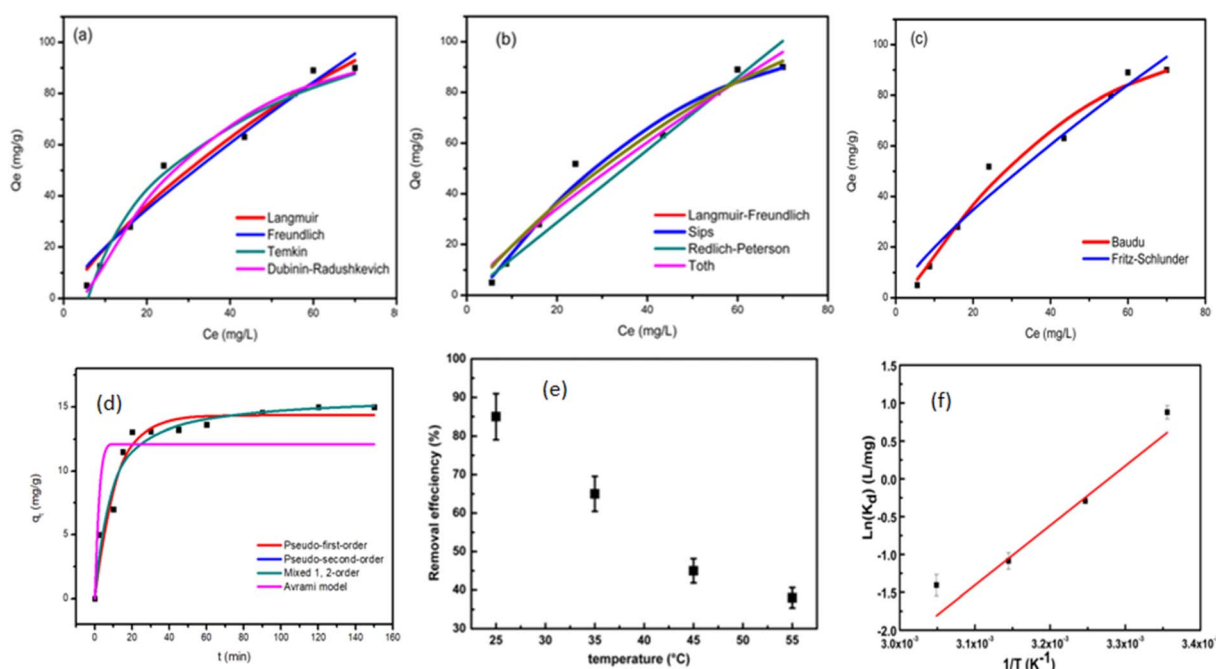 (a)
Qe (mg/g)
100
80
60
40
20
0
Langmuir
Freundlich
Temkin
Dubinin-Radushkevich
0 20 40 60 80
Ce (mg/L)
(b)
Qe (mg/g)
100
80
60
40
20
0
Langmuir-Freundlich
Sips
Redlich-Peterson
Toth
0 20 40 60 80
Ce (mg/L)
(c)
Qe (mg/g)
100
80
60
40
20
0
Baudu
Fritz-Schlunder
0 20 40 60 80
Ce (mg/L)
(d)
qt (mg/g)
15
10
5
0
Pseudo-first-order
Pseudo-second-order
Mixed 1, 2-order
Avrami model
0 20 40 60 80 100 120 140 160
t (min)
(e)
Removal effeciency (%)
100
90
80
70
60
50
40
30
25 30 35 40 45 50 55
temperature (°C)
(f)
Ln(Kd) (L/mg)
1.5
1.0
0.5
0.0
-0.5
-1.0
-1.5
-2.0
3.0x10⁻³ 3.1x10⁻³ 3.2x10⁻³ 3.3x10⁻³ 3.4x10⁻³
1/T (K⁻¹)